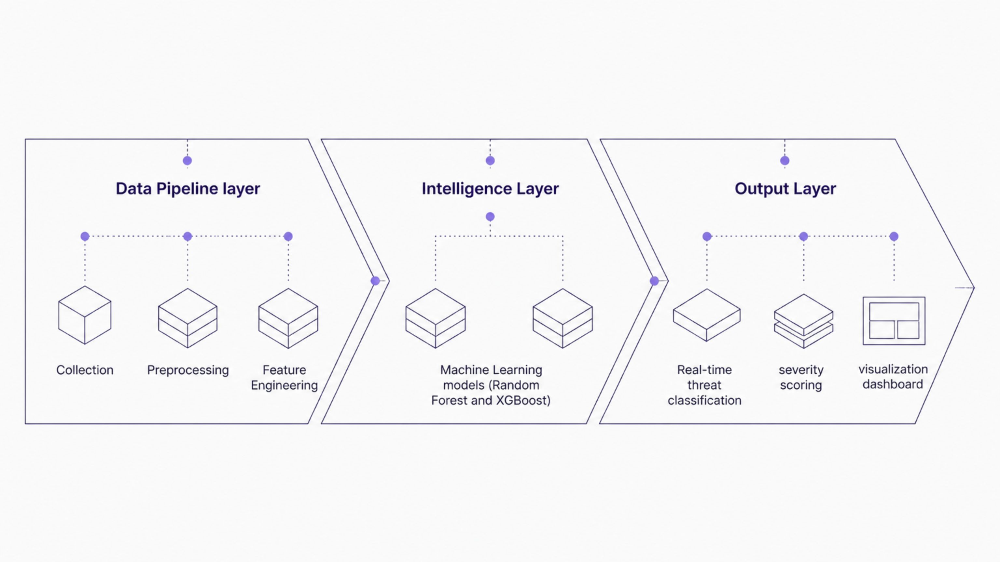 Data Pipeline layer
Collection
Preprocessing
Feature
Engineering
Intelligence Layer
Machine Learning
models (Random
Forest and XGBoost)
Output Layer
Real-time
threat
classification
severity
scoring
visualization
dashboard